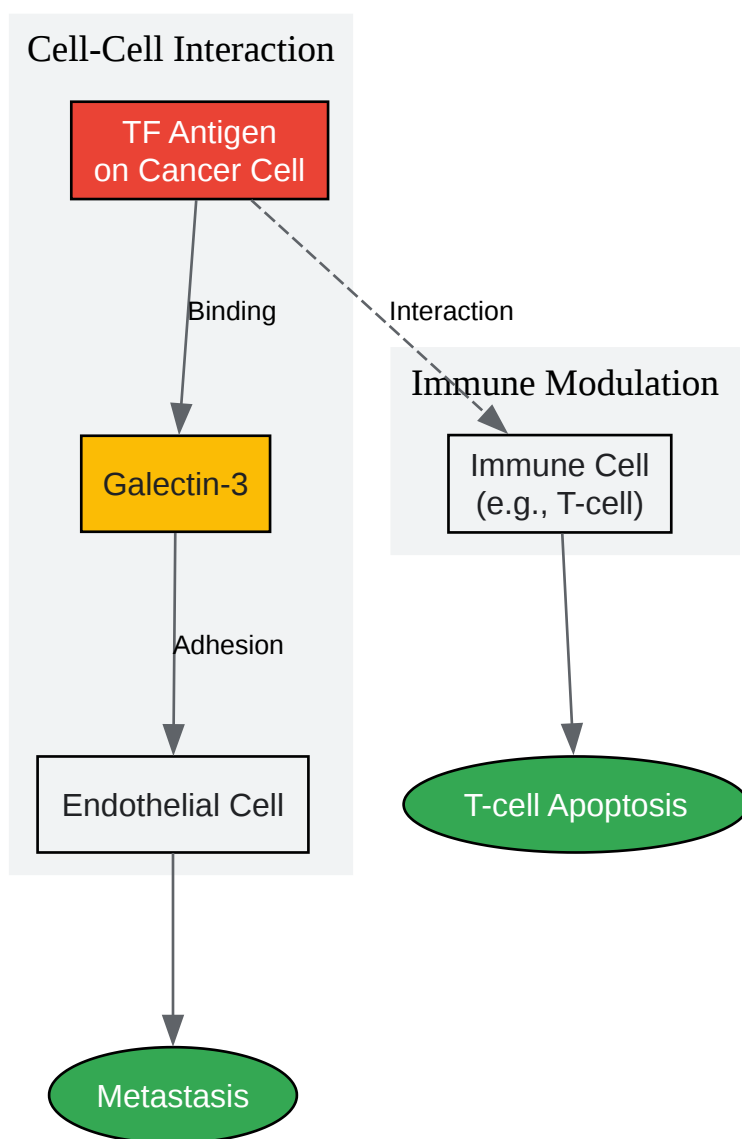 Cell-Cell Interaction
TF Antigen
on Cancer Cell
Binding
Interaction
Immune Modulation
Galectin-3
Immune Cell
(e.g., T-cell)
Adhesion
Endothelial Cell
T-cell Apoptosis
Metastasis